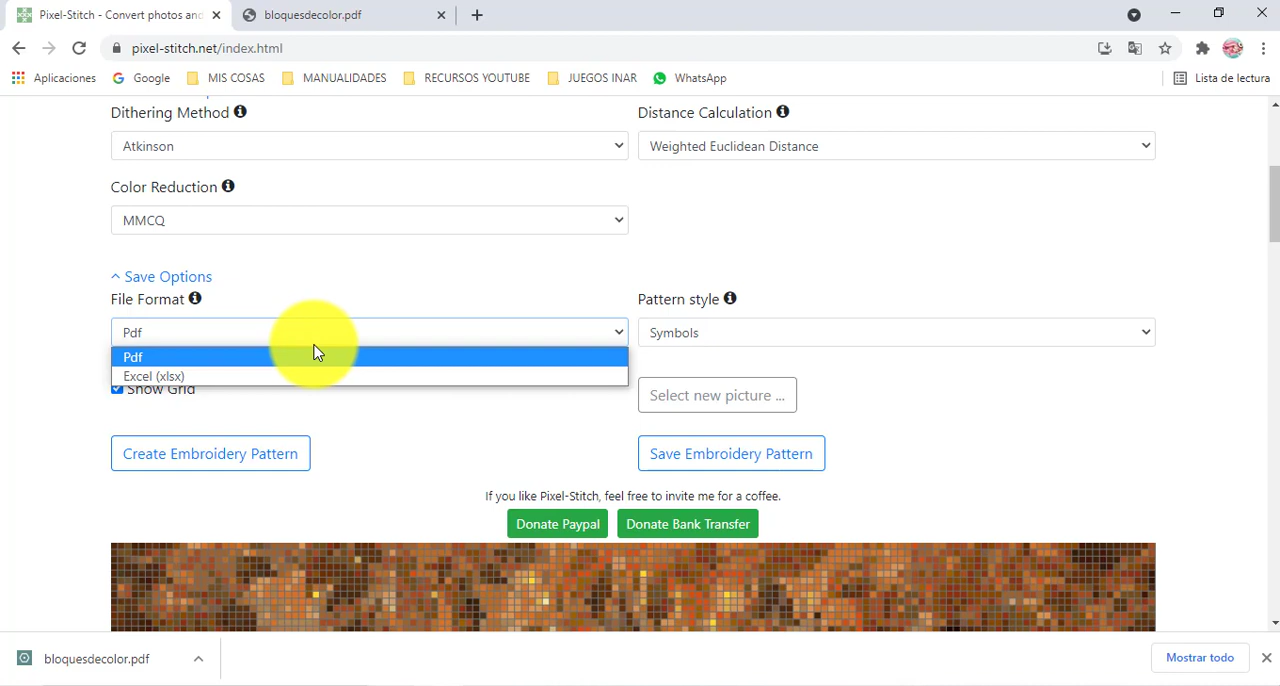 Pixel-Stitch - Convert photos and
bloquesdecolor.pdf
pixel-stitch.net/index.html
Aplicaciones
Google
MIS COSAS
MANUALIDADES
RECURSOS YOUTUBE
JUEGOS INAR
WhatsApp
Lista de lectura
Dithering Method
Distance Calculation
Atkinson
Weighted Euclidean Distance
Color Reduction
MMCQ
Save Options
File Format
Pattern style
Pdf
Symbols
Pdf
Excel (xlsx)
Show Grid
Select new picture ...
Create Embroidery Pattern
Save Embroidery Pattern
If you like Pixel-Stitch, feel free to invite me for a coffee.
Donate Paypal
Donate Bank Transfer
bloquesdecolor.pdf
Mostrar todo